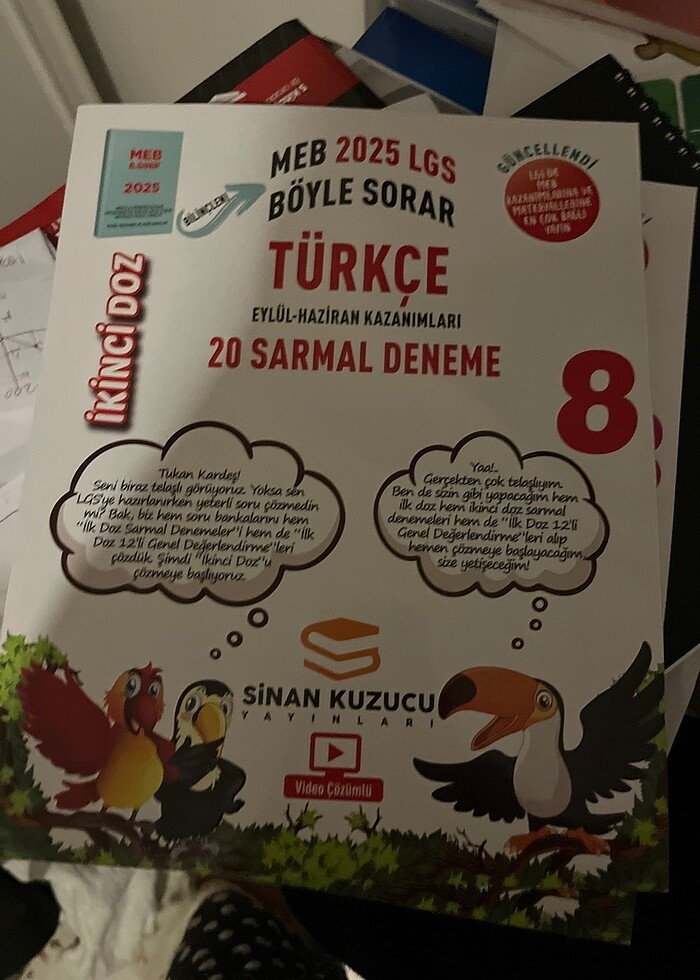 MEB
2025
BİLİNÇLENİ
MEB 2025 LGS
BÖYLE SORAR
GÜNCELLENDİ
LGS DE
MEB
KAZANIMLARINA VE
MATERYALLERİNE
EN ÇOK BAĞLI
YAYIN
İKİNCİ DOZ
TÜRKÇE
EYLÜL-HAZİRAN KAZANIMLARI
20 SARMAL DENEME
8
Tukan Kardeş!
Seni biraz telaşlı görüyoruz. Yoksa sen
LGS'ye hazırlanırken yeterli soru çözmedin
mi? Bak, biz hem soru bankalarını hem
"İlk Doz Sarmal Denemeler"i hem de "İlk
Doz 12'li Genel Değerlendirme"leri
çözdük. Şimdi "İkinci Doz"u
çözmeye başlıyoruz.
Yaa!..
Gerçekten çok telaşlıyım.
Ben de sizin gibi yapacağım hem
ilk doz hem ikinci doz sarmal
denemeleri hem de "İlk Doz 12'li
Genel Değerlendirme"leri alıp
hemen çözmeye başlayacağım,
size yetişeceğim!
SİNAN KUZUCU
YAYINLARI
Video Çözümlü